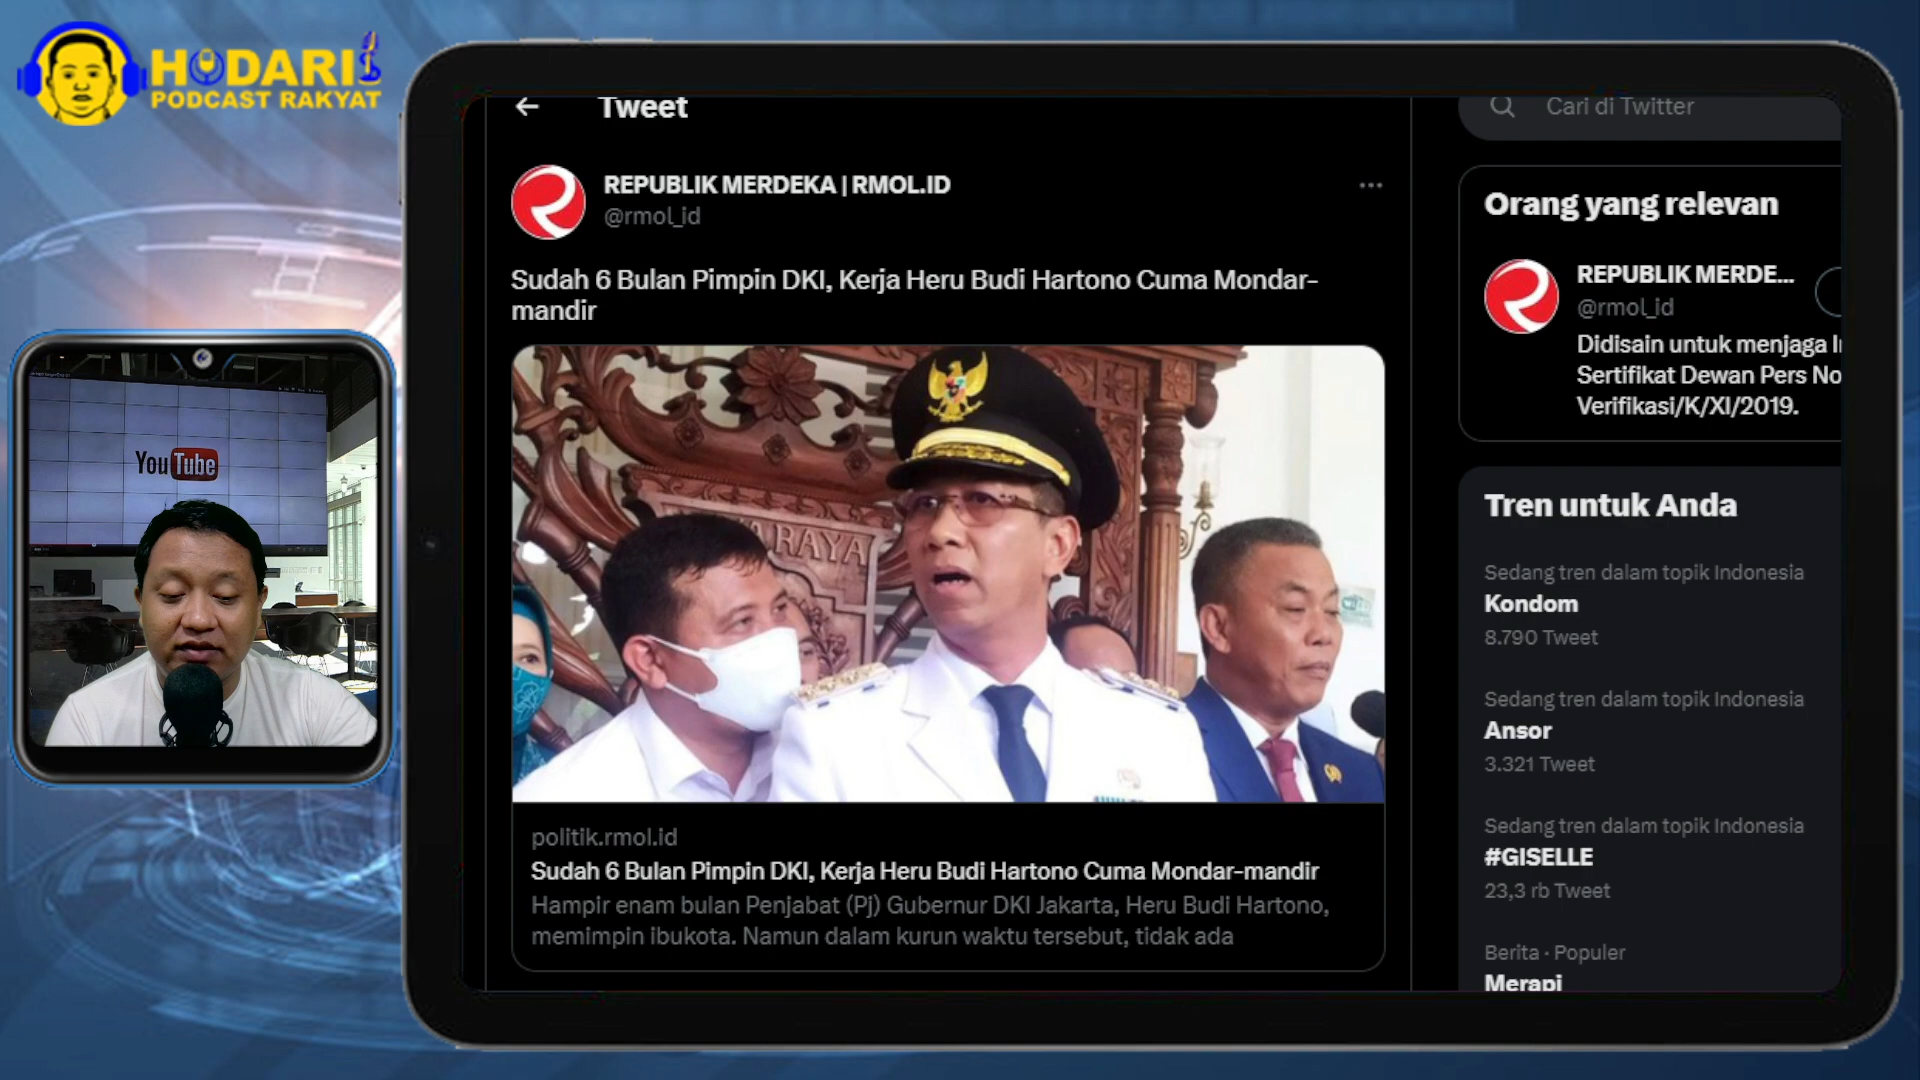 HODARI
PODCAST RAKYAT
YouTube
Tweet
REPUBLIK MERDEKA | RMOL.ID
@rmol_id
Sudah 6 Bulan Pimpin DKI, Kerja Heru Budi Hartono Cuma Mondar-
mandir
RAYA
politik.rmol.id
Sudah 6 Bulan Pimpin DKI, Kerja Heru Budi Hartono Cuma Mondar-mandir
Hampir enam bulan Penjabat (Pj) Gubernur DKI Jakarta, Heru Budi Hartono,
memimpin ibukota. Namun dalam kurun waktu tersebut, tidak ada
Cari di Twitter
Orang yang relevan
REPUBLIK MERDE...
@rmol_id
Didisain untuk menjaga
Sertifikat Dewan Pers No
Verifikasi/K/XI/2019.
Tren untuk Anda
Sedang tren dalam topik Indonesia
Kondom
8.790 Tweet
Sedang tren dalam topik Indonesia
Ansor
3.321 Tweet
Sedang tren dalam topik Indonesia
#GISELLE
23,3 rb Tweet
Berita · Populer
Merapi